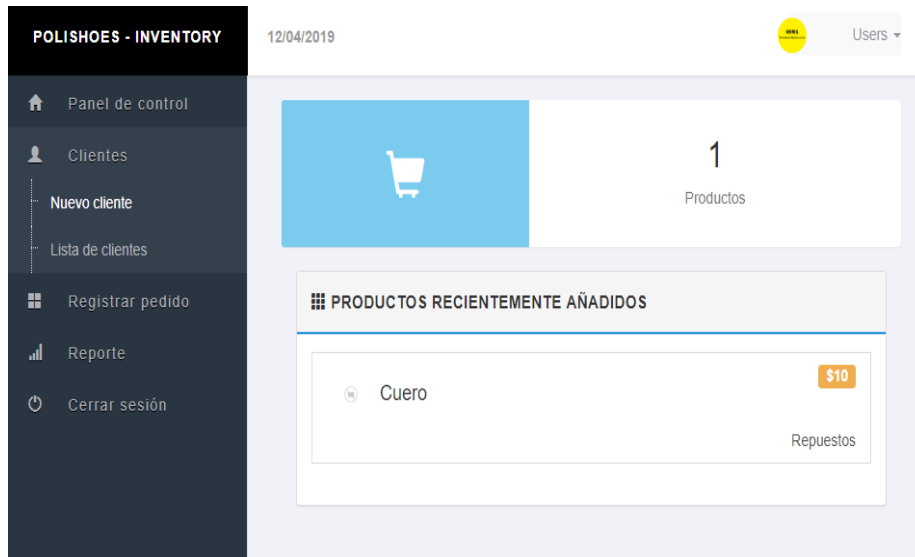 POLISHOES - INVENTORY
12/04/2019
Users
Panel de control
Clientes
Nuevo cliente
Lista de clientes
Registrar pedido
Reporte
Cerrar sesión
1
Productos
PRODUCTOS RECIENTEMENTE AÑADIDOS
Cuero
$10
Repuestos